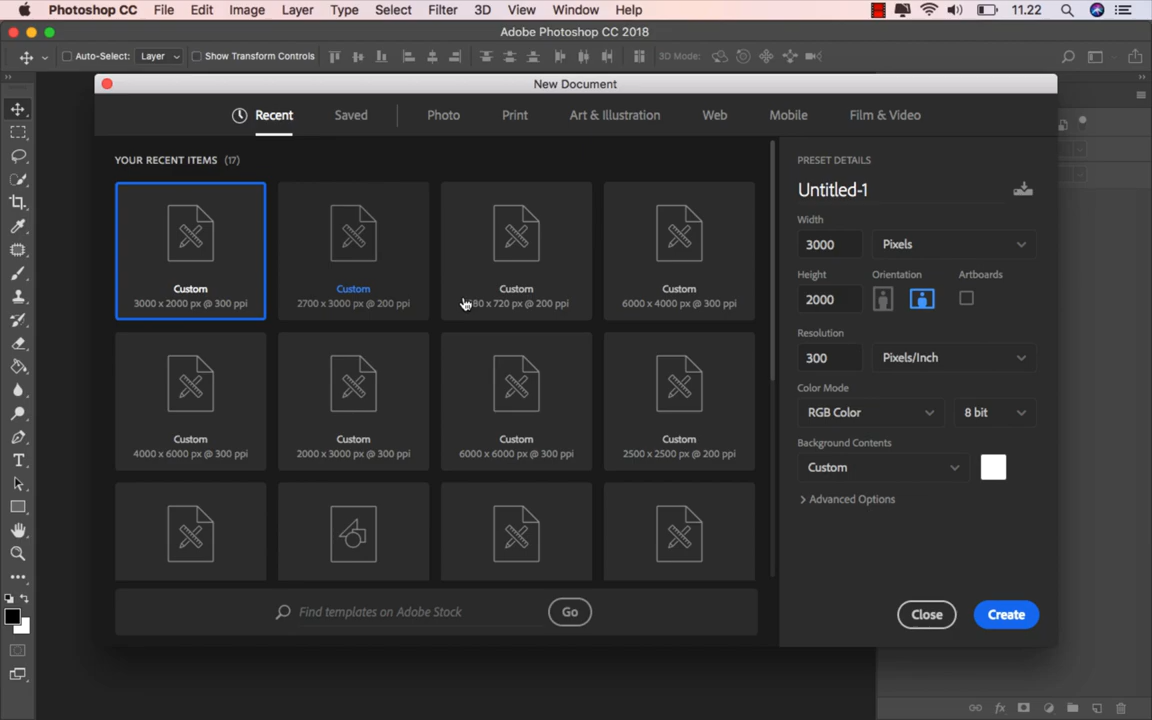 Photoshop CC File Edit Image Layer Type Select Filter 3D View Window Help 11.22
Adobe Photoshop CC 2018
Auto-Select: Layer Show Transform Controls 3D Mode:
New Document
Recent Saved Photo Print Art & Illustration Web Mobile Film & Video
YOUR RECENT ITEMS (17)
Custom Custom Custom Custom
3000 x 2000 px @ 300 ppi 2700 x 3000 px @ 200 ppi x 720 px @ 200 ppi 6000 x 4000 px @ 300 ppi
Custom Custom Custom Custom
4000 x 6000 px @ 300 ppi 2000 x 3000 px @ 300 ppi 6000 x 6000 px @ 300 ppi 2500 x 2500 px @ 200 ppi
Find templates on Adobe Stock Go
PRESET DETAILS
Untitled-1
Width
3000 Pixels
Height Orientation Artboards
2000
Resolution
300 Pixels/Inch
Color Mode
RGB Color 8 bit
Background Contents
Custom
Advanced Options
Close Create